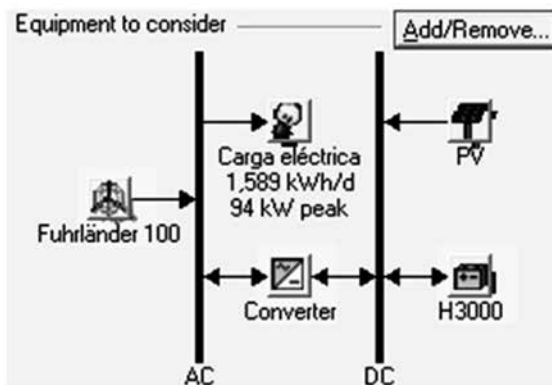 Equipment to consider
Add/Remove...
Carga eléctrica
1,589 kWh/d
94 kW peak
PV
Fuhrländer 100
Converter
H3000
AC
DC